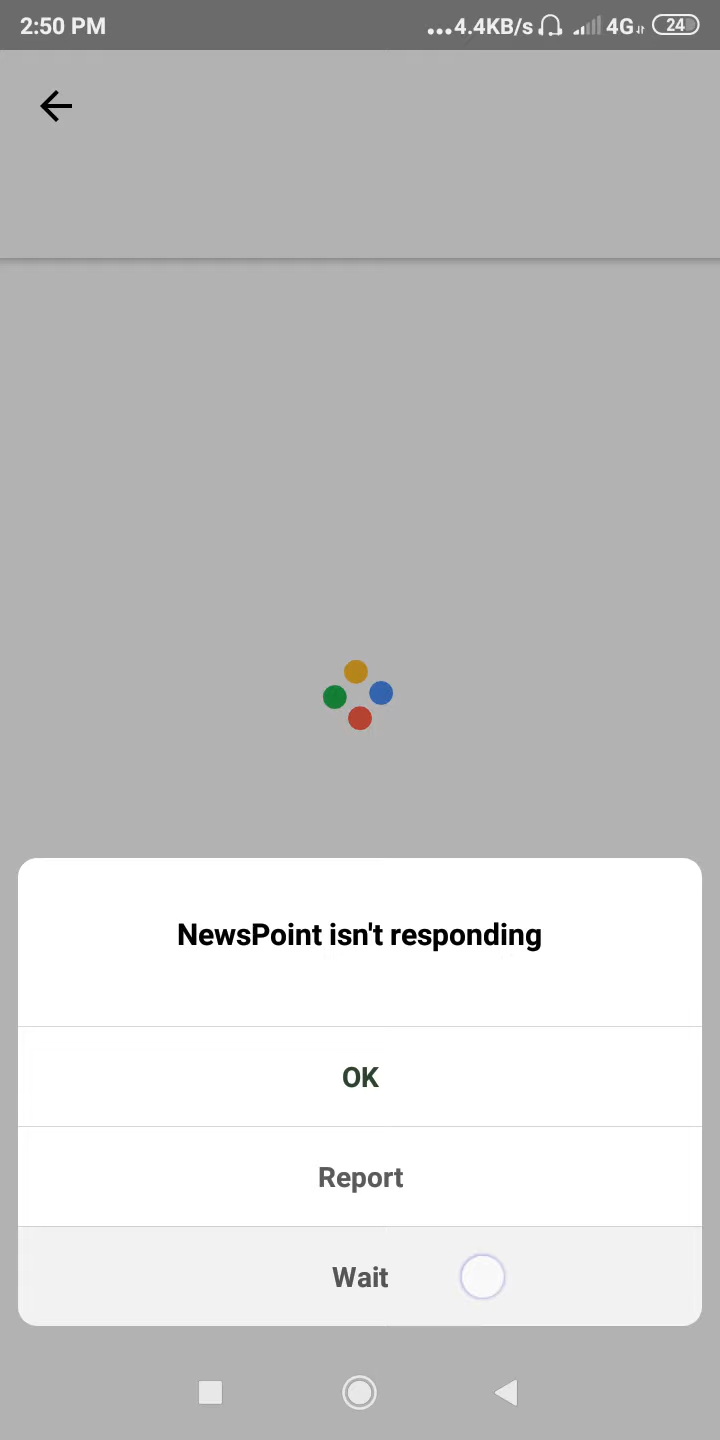 2:50 PM ...4.4KB/s 4G 24
NewsPoint isn't responding
OK
Report
Wait